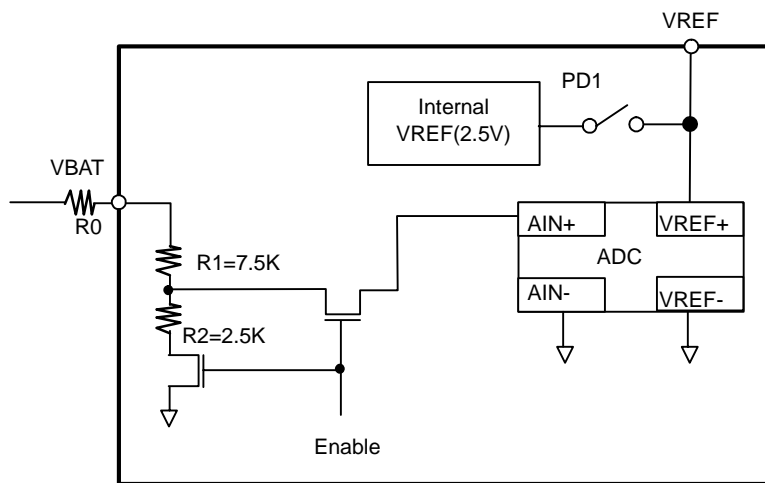 VREF
PD1
Internal
VREF(2.5V)
VBAT
R0
AIN+
VREF+
ADC
R1=7.5K
AIN-
VREF-
R2=2.5K
Enable